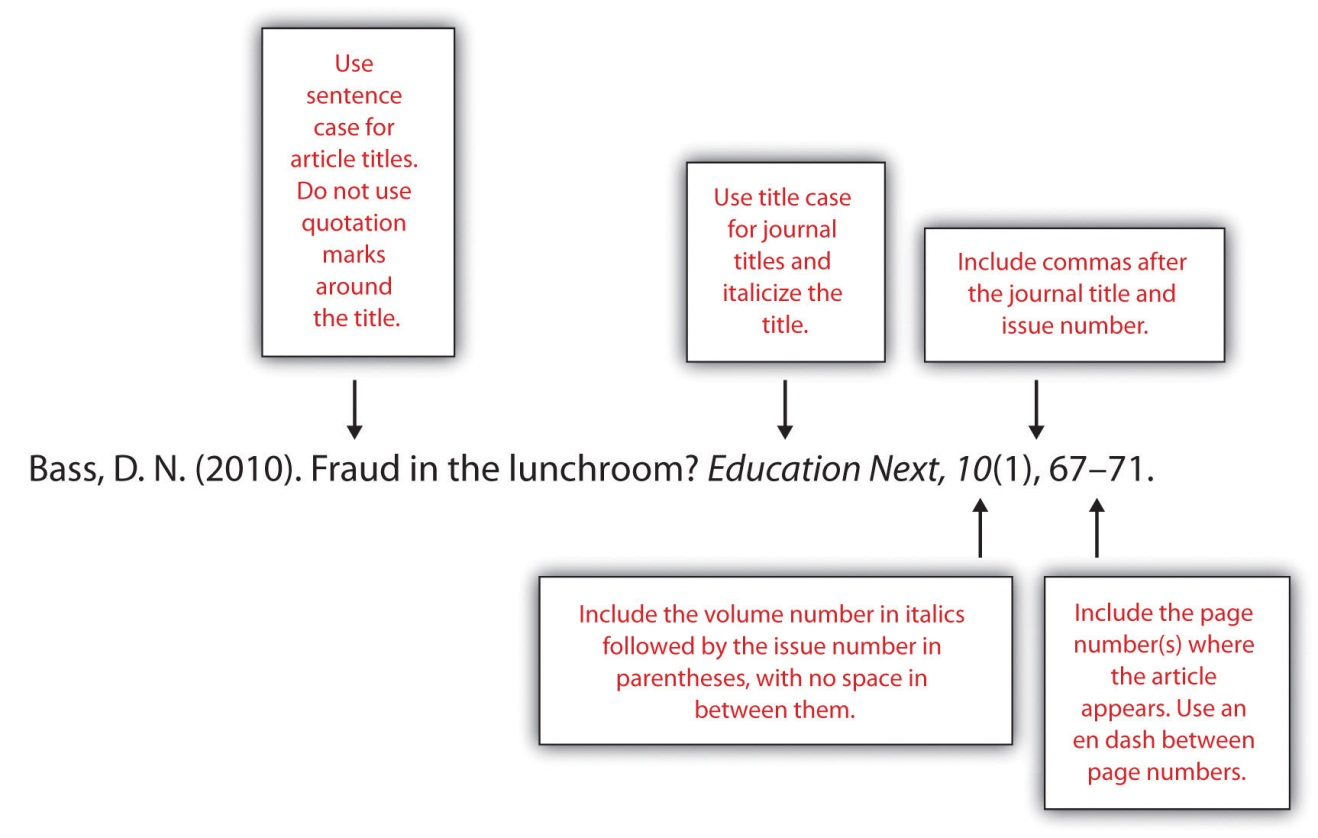 Use
sentence
case for
article titles.
Do not use
quotation
marks
around
the title.
Use title case
for journal
titles and
italicize the
title.
Include commas after
the journal title and
issue number.
Bass, D. N. (2010). Fraud in the lunchroom? Education Next, 10(1), 67–71.
Include the volume number in italics
followed by the issue number in
parentheses, with no space in
between them.
Include the page
number(s) where
the article
appears. Use an
en dash between
page numbers.